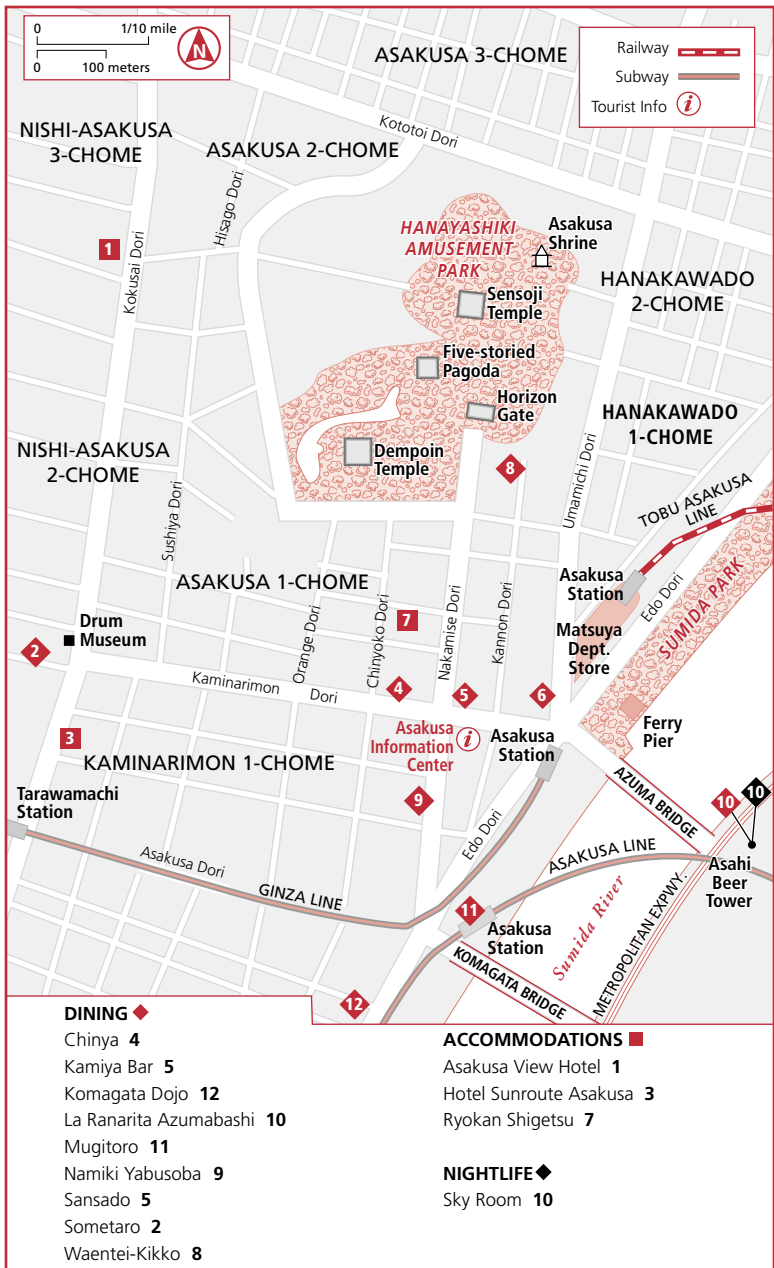 0 1/10 mile
0 100 meters
N
Railway
Subway
Tourist Info i
ASAKUSA 3-CHOME
NISHI-ASAKUSA
3-CHOME
ASAKUSA 2-CHOME
Kototoi Dori
Hisago Dori
Kokusai Dori
1
HANAYASHIKI
AMUSEMENT
PARK
Asakusa
Shrine
Sensoji
Temple
HANAKAWADO
2-CHOME
Five-storied
Pagoda
Horizon
Gate
HANAKAWADO
1-CHOME
Dempoin
Temple
NISHI-ASAKUSA
2-CHOME
8
Umamichi Dori
Sushiya Dori
TOBU ASAKUSA
LINE
ASAKUSA 1-CHOME
Asakusa
Station
Edo Dori
SUMIDA PARK
Matsuya
Dept.
Store
Drum
Museum
2
7
Orange Dori
Chinyoko Dori
Nakamise Dori
Kannon Dori
Kaminarimon Dori
4
5
6
Ferry
Pier
3
KAMINARIMON 1-CHOME
Asakusa
Information
Center
i
Asakusa
Station
AZUMA BRIDGE
Tarawamachi
Station
9
10
10
Edo Dori
Asakusa Dori
GINZA LINE
ASAKUSA LINE
Asahi
Beer
Tower
11
Asakusa
Station
Sumida River
METROPOLITAN EXPWY.
KOMAGATA BRIDGE
12
DINING
Chinya 4
Kamiya Bar 5
Komagata Dojo 12
La Ranarita Azumabashi 10
Mugitoro 11
Namiki Yabusoba 9
Sansado 5
Sometaro 2
Waentei-Kikko 8
ACCOMMODATIONS
Asakusa View Hotel 1
Hotel Sunroute Asakusa 3
Ryokan Shigetsu 7
NIGHTLIFE
Sky Room 10